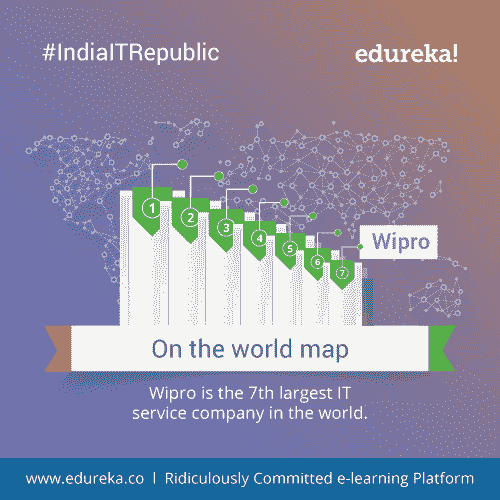 #IndiaITRepublic
edureka!
1
2
3
4
5
6
7
Wipro
On the world map
Wipro is the 7th largest IT
service company in the world.
www.edureka.co | Ridiculously Committed e-learning Platform